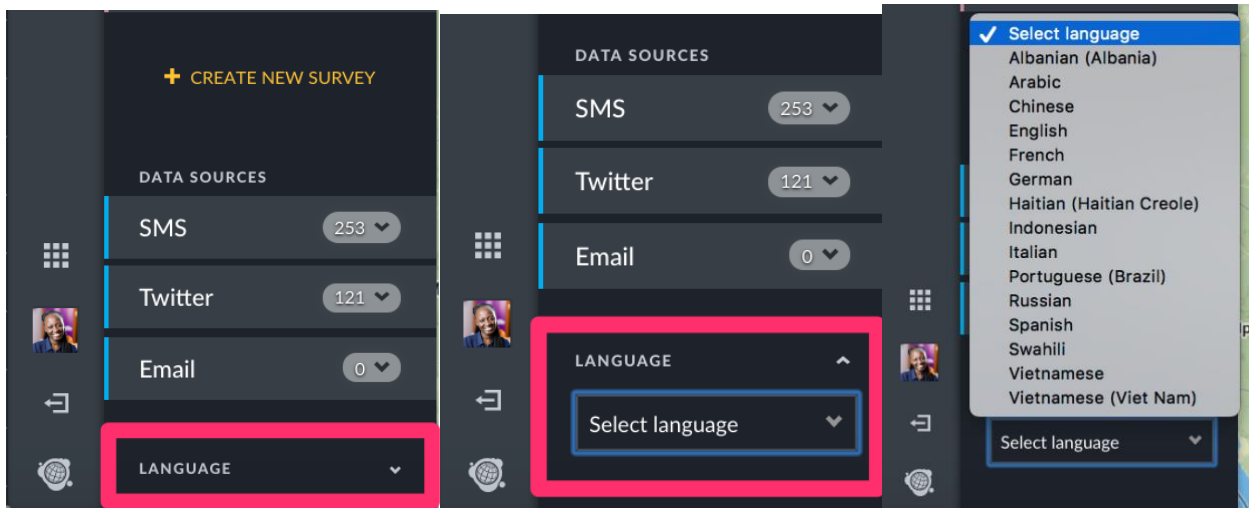 + CREATE NEW SURVEY
DATA SOURCES
SMS 253
Twitter 121
Email 0
LANGUAGE
DATA SOURCES
SMS 253
Twitter 121
Email 0
LANGUAGE
Select language
✓ Select language
Albanian (Albania)
Arabic
Chinese
English
French
German
Haitian (Haitian Creole)
Indonesian
Italian
Portuguese (Brazil)
Russian
Spanish
Swahili
Vietnamese
Vietnamese (Viet Nam)
Select language